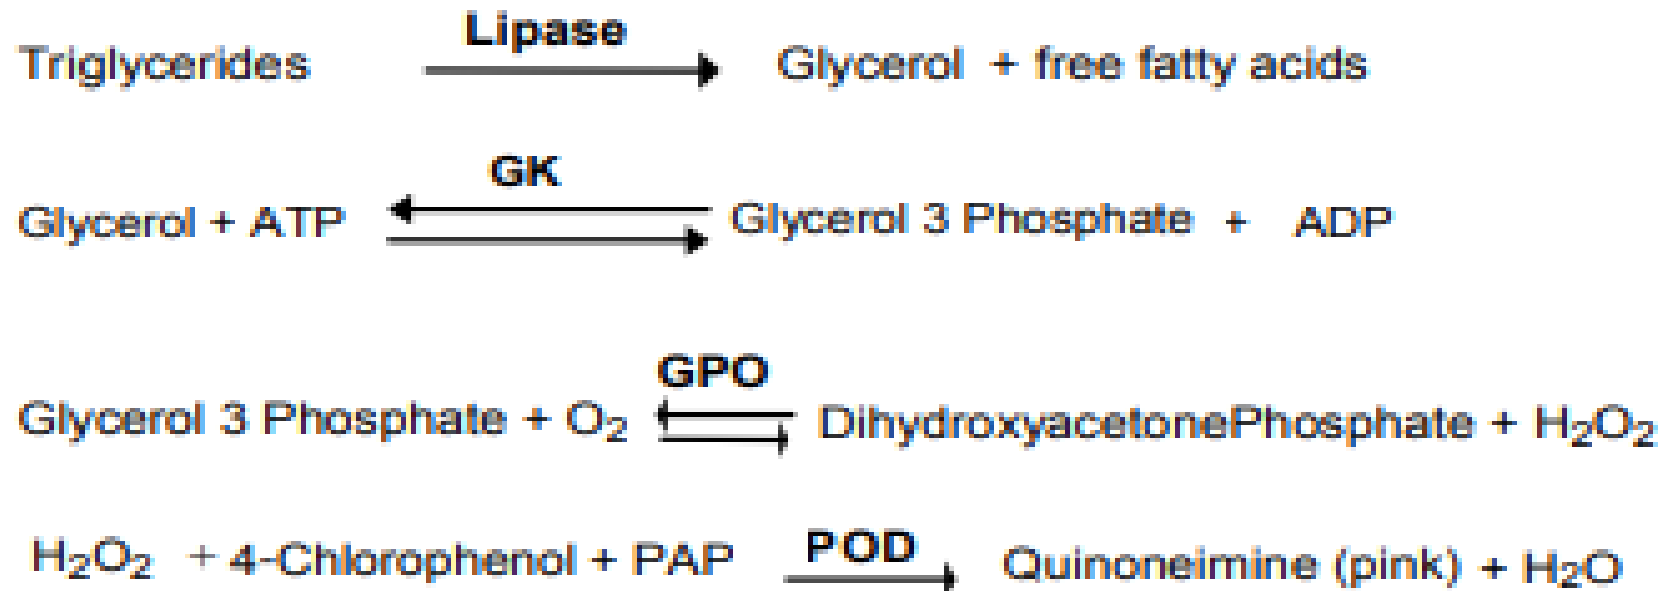 Lipase
Triglycerides Glycerol + free fatty acids
GK
Glycerol + ATP Glycerol 3 Phosphate + ADP
GPO
Glycerol 3 Phosphate + O₂ DihydroxyacetonePhosphate + H₂O₂
POD
H₂O₂ + 4-Chlorophenol + PAP Quinoneimine (pink) + H₂O